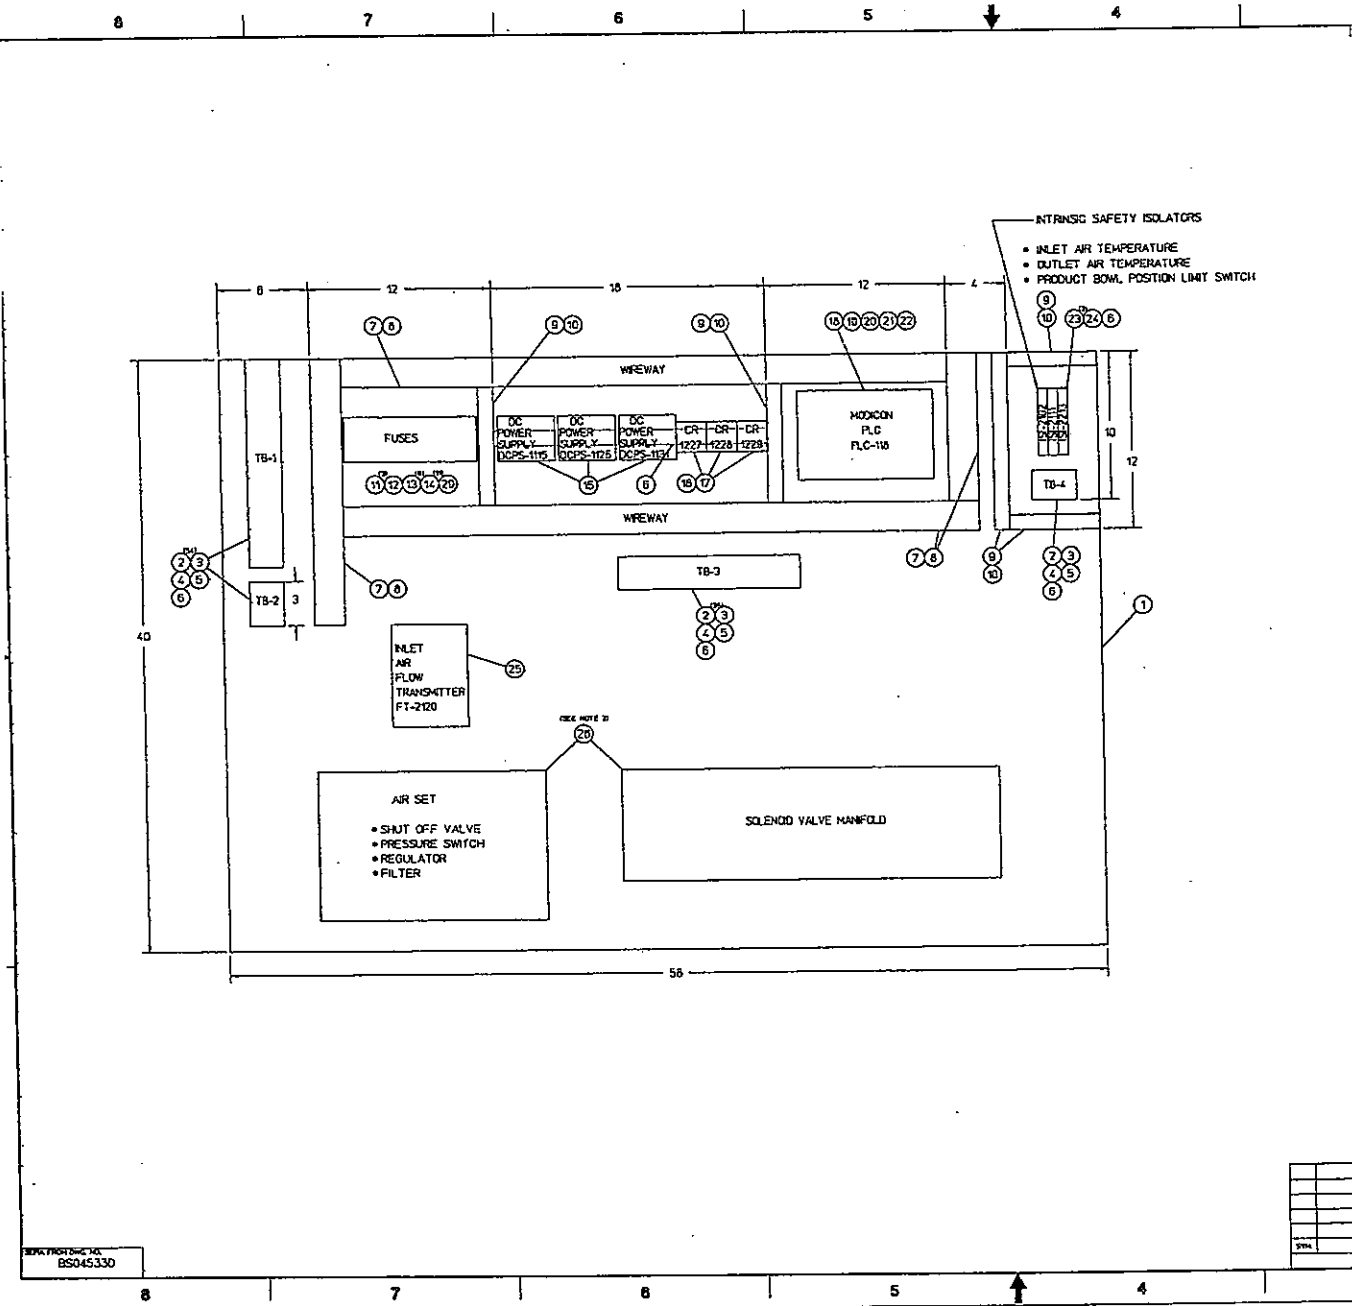 8 7 6 5 4
INTRINSIC SAFETY ISOLATORS
• INLET AIR TEMPERATURE
• OUTLET AIR TEMPERATURE
• PRODUCT BOWL POSITION LIMIT SWITCH
6 12 18 12 4
9
10
23 24 6
7 8
9 10
9 10
18 19 20 21 22
WIREWAY
FUSES
DC POWER SUPPLY DCPS-1115
DC POWER SUPPLY DCPS-1125
DC POWER SUPPLY DCPS-1131
CR-1227
CR-1228
CR-1229
MODICON
PLC
PLC-118
TB-1
10
12
TB-4
11 12 13 14 29
15
6
16 17
WIREWAY
2 3
4 5
6
TB-2
3
7 8
TB-3
7 8
9
10
2 3
4 5
6
1
2 3
4 5
6
40
INLET
AIR
FLOW
TRANSMITTER
FT-2120
25
(SEE NOTE 2)
26
AIR SET
• SHUT OFF VALVE
• PRESSURE SWITCH
• REGULATOR
• FILTER
SOLENOID VALVE MANIFOLD
58
SYM
BS045330
8 7 6 5 4